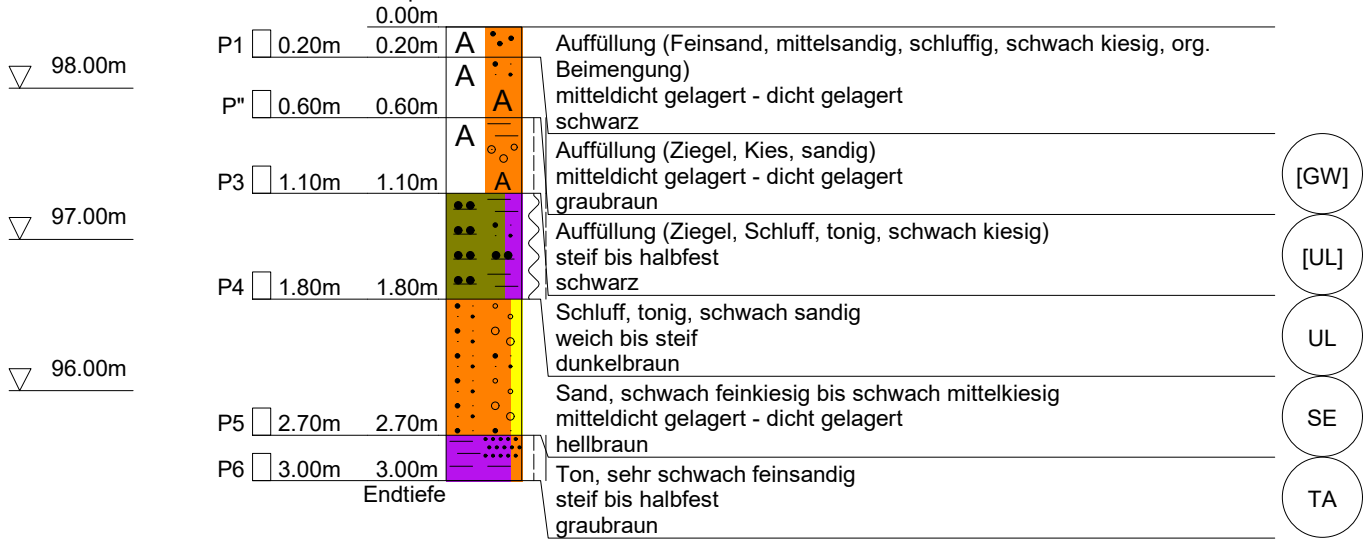 0.00m
P1 0.20m 0.20m A Auffüllung (Feinsand, mittelsandig, schluffig, schwach kiesig, org.
98.00m A Beimengung)
P" 0.60m 0.60m A mitteldicht gelagert - dicht gelagert
schwarz
A Auffüllung (Ziegel, Kies, sandig)
P3 1.10m 1.10m A mitteldicht gelagert - dicht gelagert [GW]
graubraun
97.00m Auffüllung (Ziegel, Schluff, tonig, schwach kiesig)
steif bis halbfest [UL]
P4 1.80m 1.80m schwarz
Schluff, tonig, schwach sandig
weich bis steif UL
dunkelbraun
96.00m Sand, schwach feinkiesig bis schwach mittelkiesig
P5 2.70m 2.70m mitteldicht gelagert - dicht gelagert SE
hellbraun
P6 3.00m 3.00m Ton, sehr schwach feinsandig
Endtiefe steif bis halbfest TA
graubraun